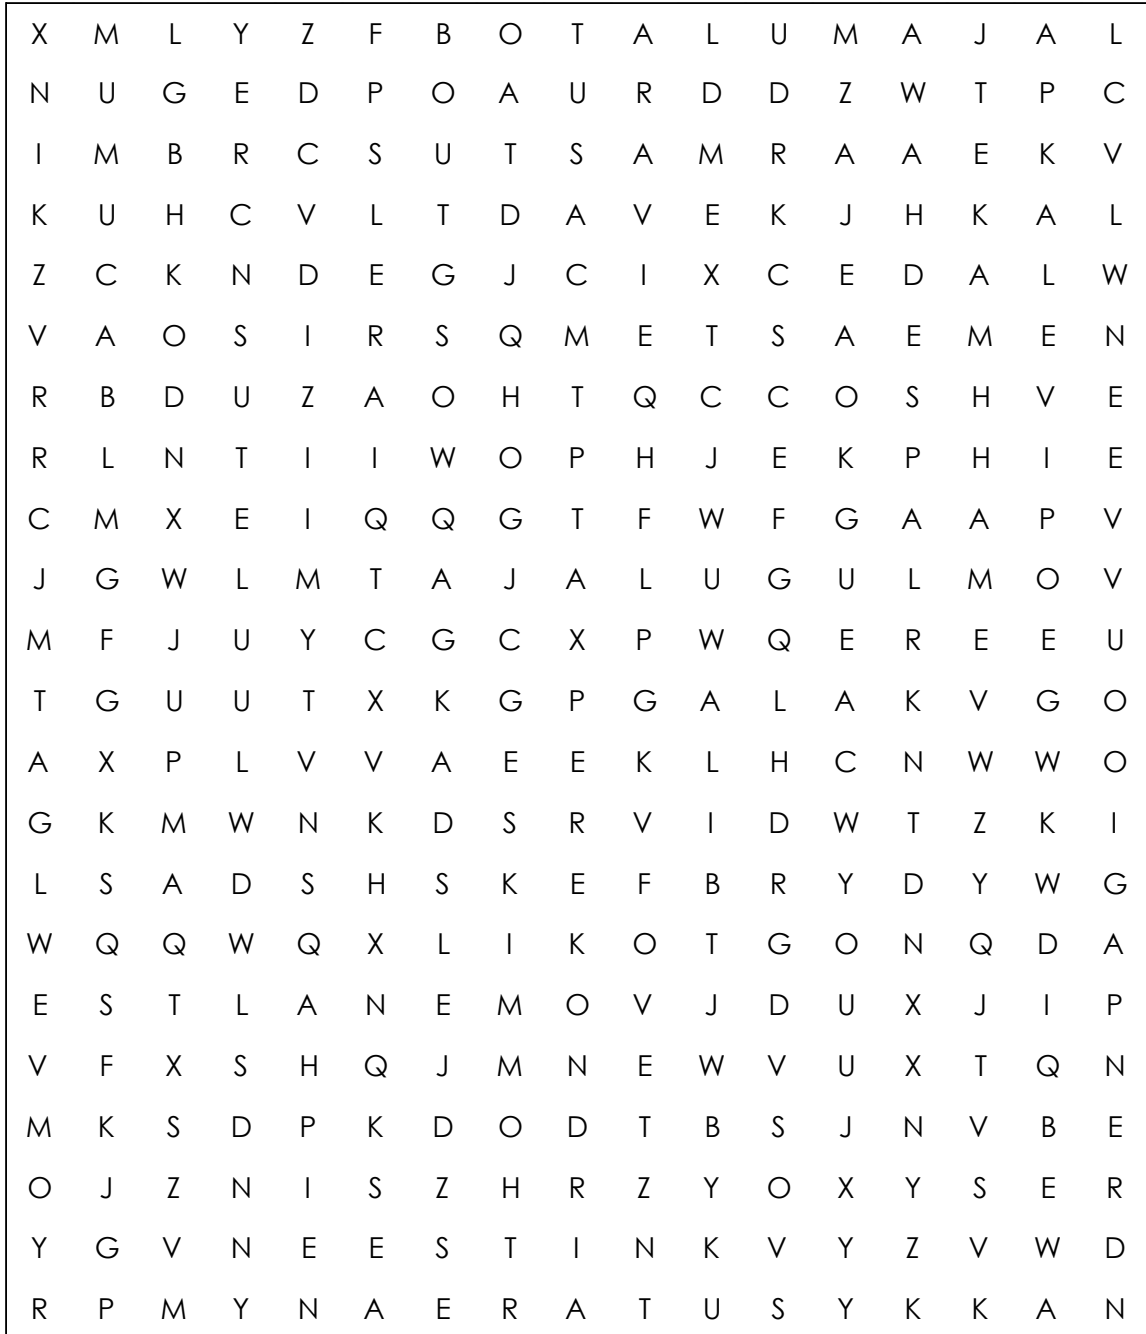 X M L Y Z F B O T A L U M A J A L
N U G E D P O A U R D D Z W T P C
I M B R C S U T S A M R A A E K V
K U H C V L T D A V E K J H K A L
Z C K N D E G J C I X C E D A L W
V A O S I R S Q M E T S A E M E N
R B D U Z A O H T Q C C O S H V E
R L N T I I W O P H J E K P H I E
C M X E I Q Q G T F W F G A A P V
J G W L M T A J A L U G U L M O V
M F J U Y C G C X P W Q E R E E U
T G U U T X K G P G A L A K V G O
A X P L V V A E E K L H C N W W O
G K M W N K D S R V I D W T Z K I
L S A D S H S K E F B R Y D Y W G
W Q Q W Q X L I K O T G O N Q D A
E S T L A N E M O V J D U X J I P
V F X S H Q J M N E W V U X T Q N
M K S D P K D O D T B S J N V B E
O J Z N I S Z H R Z Y O X Y S E R
Y G V N E E S T I N K V Y Z V W D
R P M Y N A E R A T U S Y K K A N